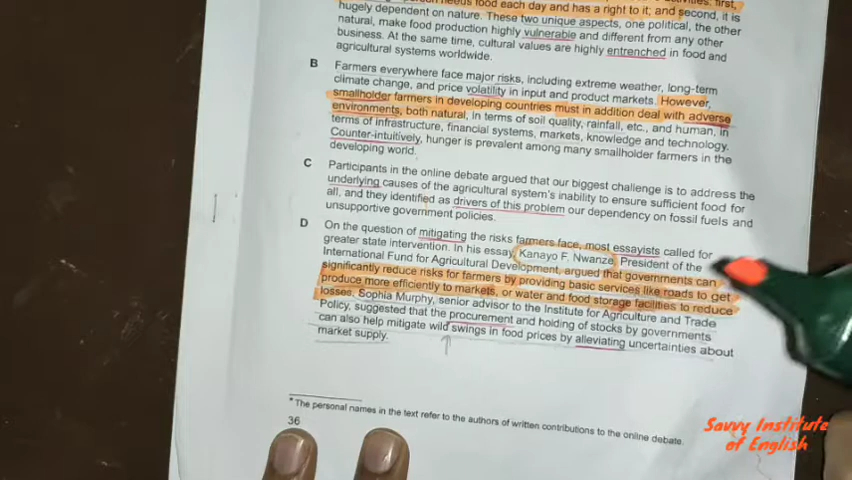 person needs food each day and has a right to it; and second, it is
hugely dependent on nature. These two unique aspects, one political, the other
natural, make food production highly vulnerable and different from any other
business. At the same time, cultural values are highly entrenched in food and
agricultural systems worldwide.
B Farmers everywhere face major risks, including extreme weather, long-term
climate change, and price volatility in input and product markets. However,
smallholder farmers in developing countries must in addition deal with adverse
environments, both natural, in terms of soil quality, rainfall, etc., and human, in
terms of infrastructure, financial systems, markets, knowledge and technology.
Counter-intuitively, hunger is prevalent among many smallholder farmers in the
developing world.
C Participants in the online debate argued that our biggest challenge is to address the
underlying causes of the agricultural system's inability to ensure sufficient food for
all, and they identified as drivers of this problem our dependency on fossil fuels and
unsupportive government policies.
D On the question of mitigating the risks farmers face, most essayists called for
greater state intervention. In his essay Kanayo F. Nwanze, President of the
International Fund for Agricultural Development, argued that governments can
significantly reduce risks for farmers by providing basic services like roads to get
produce more efficiently to markets, or water and food storage facilities to reduce
losses. Sophia Murphy, senior advisor to the Institute for Agriculture and Trade
Policy, suggested that the procurement and holding of stocks by governments
can also help mitigate wild swings in food prices by alleviating uncertainties about
market supply.
* The personal names in the text refer to the authors of written contributions to the online debate.
36
Savvy Institute
of English